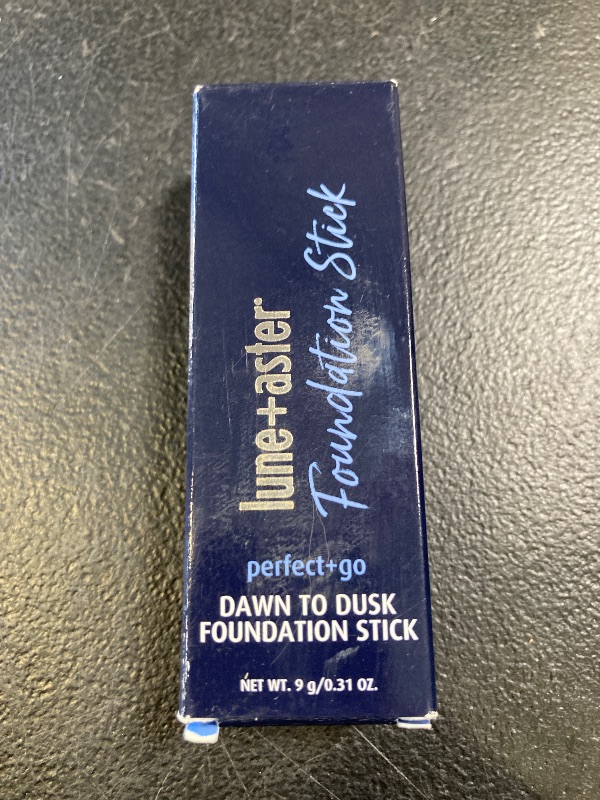 lune+aster
Foundation Stick
perfect+go
DAWN TO DUSK
FOUNDATION STICK
NET WT. 9 g/0.31 OZ.